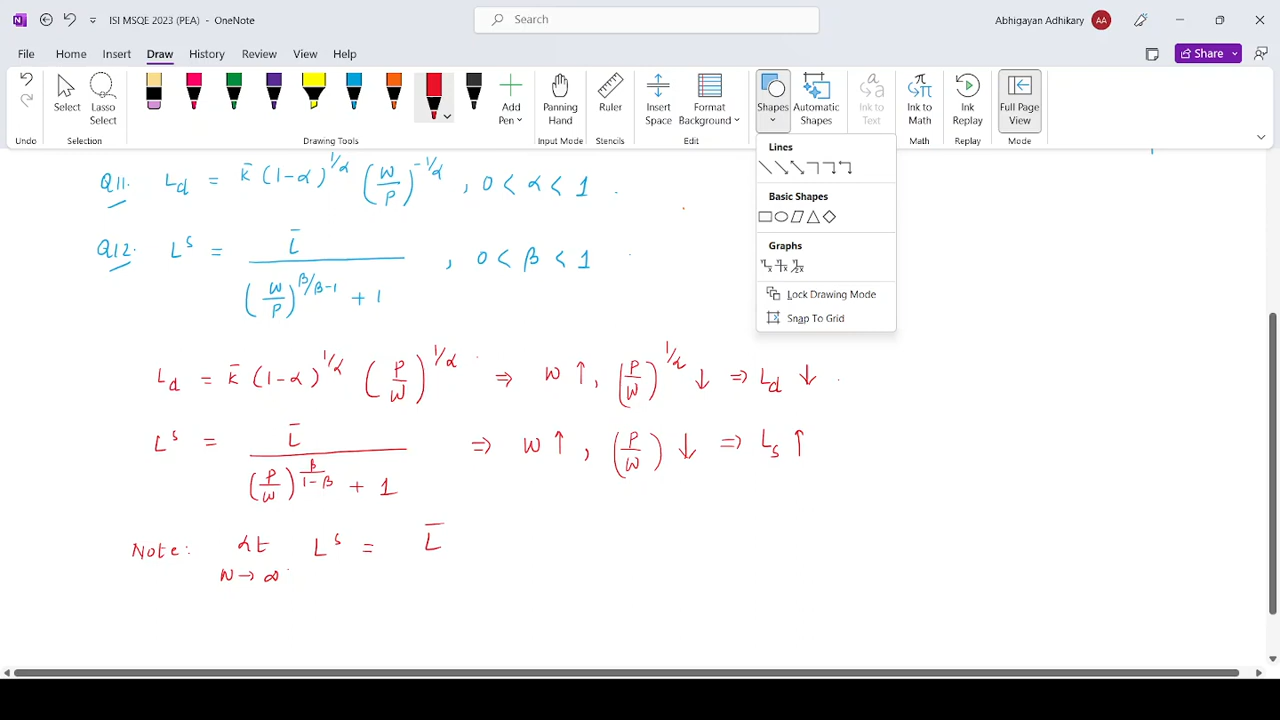 ISI MSQE 2023 (PEA) - OneNote
Search
Abhigayan Adhikary AA
File Home Insert Draw History Review View Help
Share
Undo
Select
Lasso Select
Add Pen
Panning Hand
Ruler
Insert Space
Format Background
Shapes
Automatic Shapes
Ink to Text
Ink to Math
Ink Replay
Full Page View
Undo Selection Drawing Tools Input Mode Stencils Edit Math Replay Mode
Lines
Basic Shapes
Graphs
Lock Drawing Mode
Snap To Grid
Q11. L_d = K̄ (1-α)^{1/α} (W/P)^{-1/α} , 0 < α < 1 .
Q12. L^s = L̄ / ((W/P)^{β/β-1} + 1) , 0 < β < 1 .
L_d = K̄ (1-α)^{1/α} (P/W)^{1/α} ⇒ W ↑ , (P/W)^{1/α} ↓ ⇒ L_d ↓ .
L^s = L̄ / ((P/W)^{β/1-β} + 1) ⇒ W ↑ , (P/W) ↓ ⇒ L_s ↑
Note: Lt_{W→∞} L^s = L̄